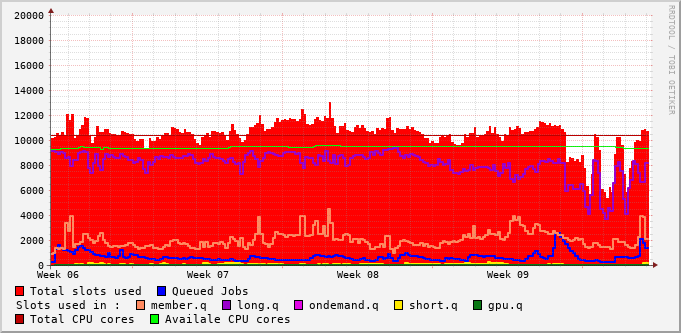 RRDTOOL / TOBI OETIKER
20000
18000
16000
14000
12000
10000
8000
6000
4000
2000
0
Week 06 Week 07 Week 08 Week 09
Total slots used Queued Jobs
Slots used in : member.q long.q ondemand.q short.q gpu.q
Total CPU cores Availale CPU cores